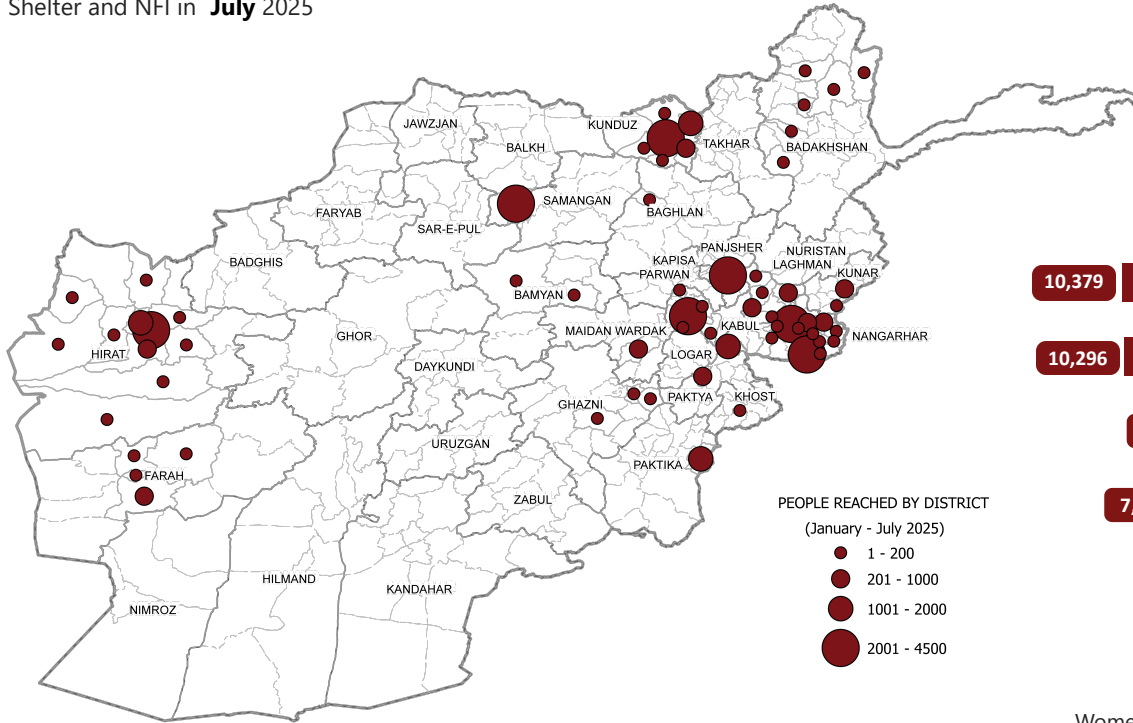 Shelter and NFI in July 2025
JAWZJAN
KUNDUZ
BALKH
TAKHAR
BADAKHSHAN
FARYAB
SAMANGAN
SAR-E-PUL
BAGHLAN
BADGHIS
PANJSHER
NURISTAN
KAPISA
LAGHMAN
PARWAN
KUNAR
10,379
BAMYAN
MAIDAN WARDAK
KABUL
NANGARHAR
GHOR
HIRAT
LOGAR
10,296
DAYKUNDI
GHAZNI
PAKTYA
KHOST
URUZGAN
PAKTIKA
FARAH
ZABUL
PEOPLE REACHED BY DISTRICT
(January - July 2025)
1 - 200
201 - 1000
1001 - 2000
2001 - 4500
7,
HILMAND
KANDAHAR
NIMROZ